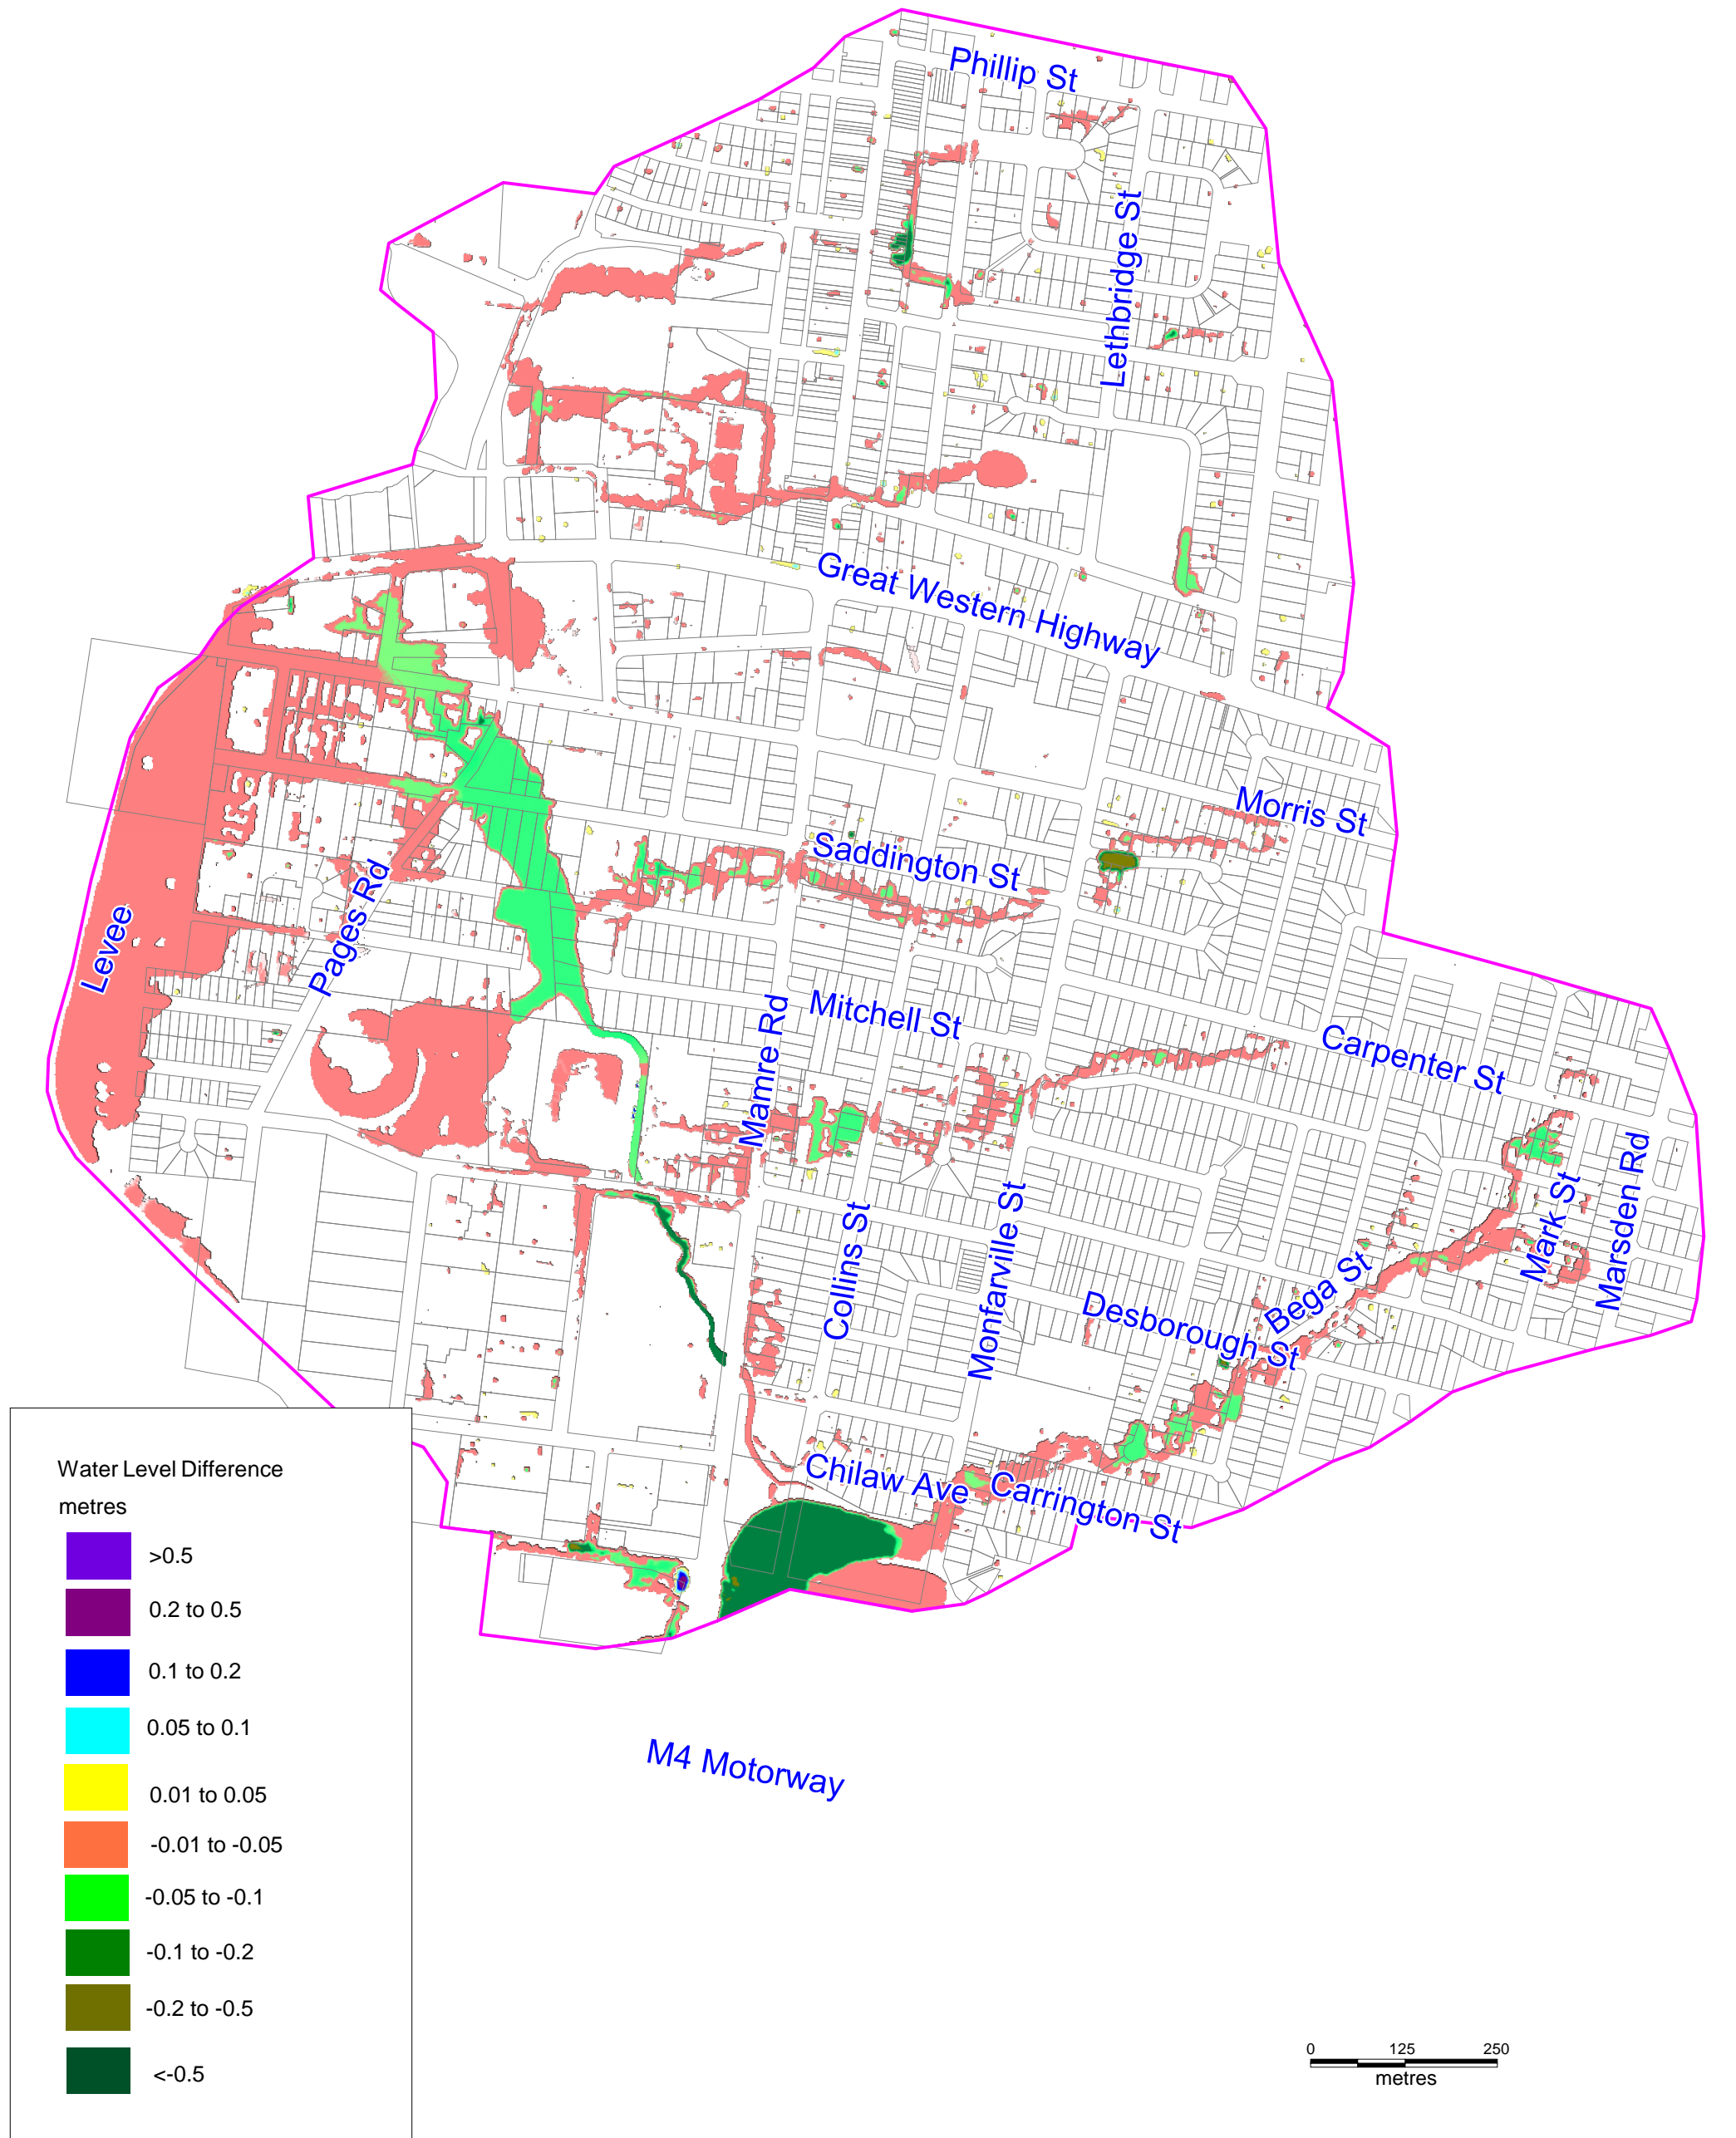 Phillip St
Lethbridge St
Great Western Highway
Morris St
Saddington St
Levee
Pages Rd
Mitchell St
Mamre Rd
Carpenter St
Collins St
Monfarville St
Mark St
Marsden Rd
Bega St
Desborough St
Chilaw Ave
Carrington St
M4 Motorway
Water Level Difference
metres
>0.5
0.2 to 0.5
0.1 to 0.2
0.05 to 0.1
0.01 to 0.05
-0.01 to -0.05
-0.05 to -0.1
-0.1 to -0.2
-0.2 to -0.5
<-0.5
0 125 250
metres